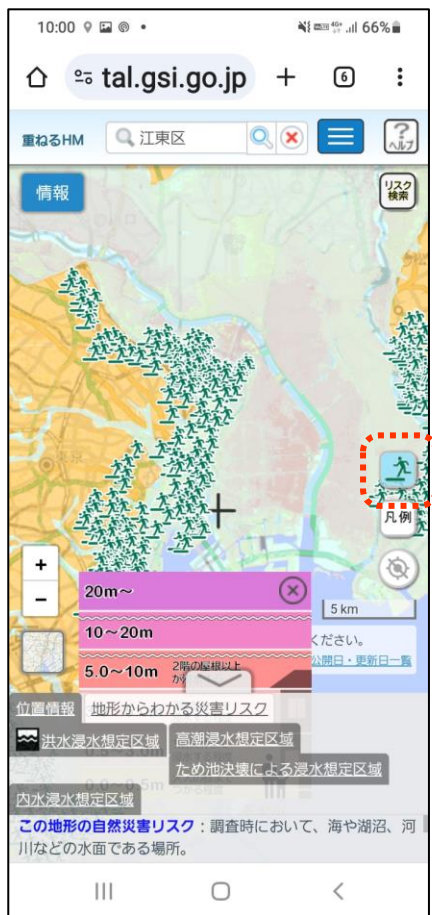 10:00
66%
tal.gsi.go.jp
6
重ねるHM
江東区
ヘルプ
情報
リスク
検索
東京
凡例
+
−
20m～
10～20m
5.0～10m
2階の屋根以上
5 km
ください。
公開日・更新日一覧
位置情報
地形からわかる災害リスク
洪水浸水想定区域
高潮浸水想定区域
ため池決壊による浸水想定区域
内水浸水想定区域
この地形の自然災害リスク：調査時において、海や湖沼、河
川などの水面である場所。